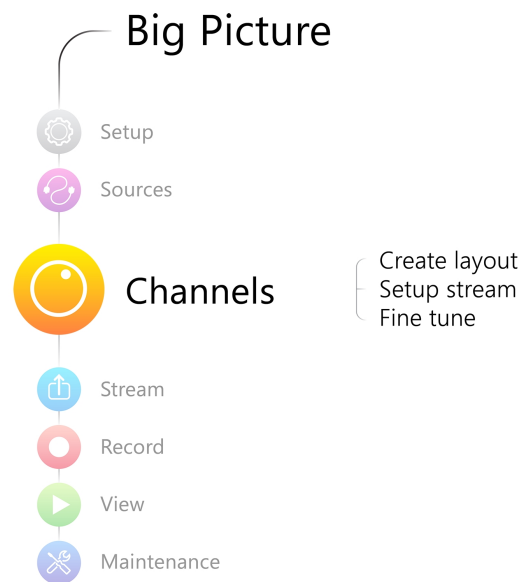 Big Picture
Setup
Sources
Channels
Create layout
Setup stream
Fine tune
Stream
Record
View
Maintenance